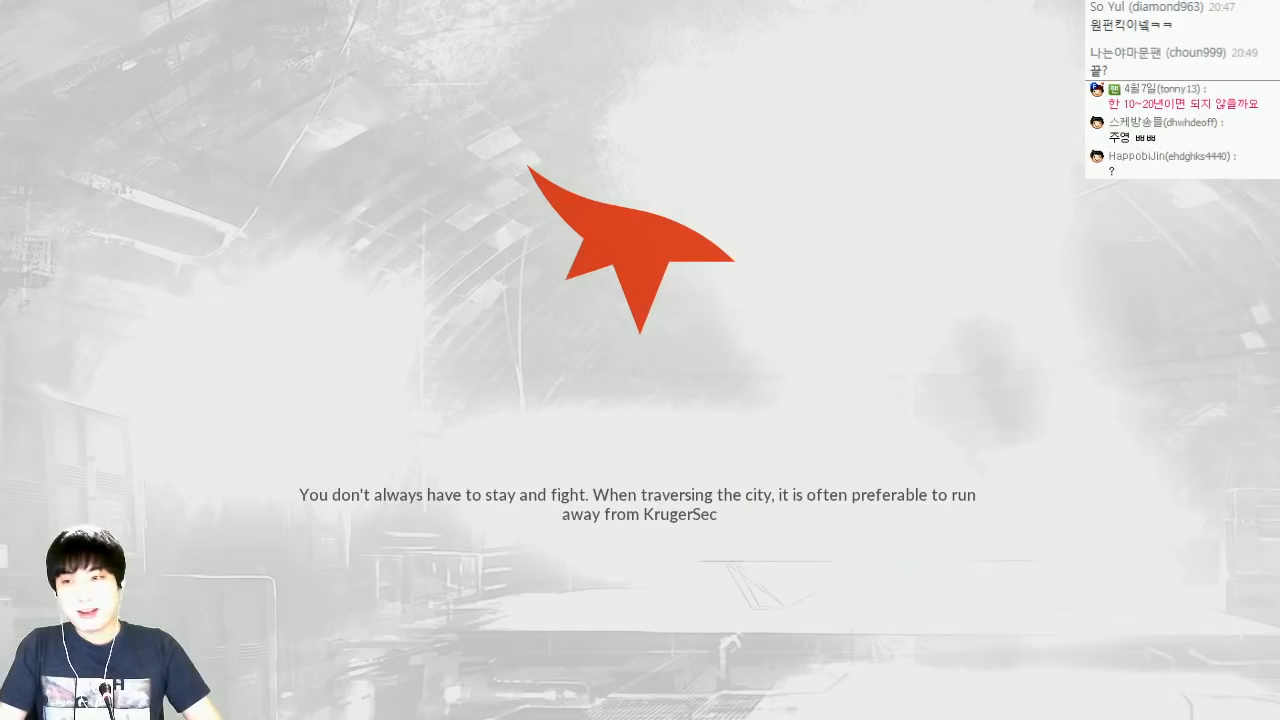 So Yul (diamond963) 20:47
원펀킥이넼ㅋㅋ
나는야마문팬 (choun999) 20:49
끝?
팬 4월7일(tonny13) :
한 10~20년이면 되지 않을까요
스케방송들(dhwhdeoff) :
주영 ㅃㅃ
HappobiJin(ehdghks4440) :
?
You don't always have to stay and fight. When traversing the city, it is often preferable to run
away from KrugerSec
H